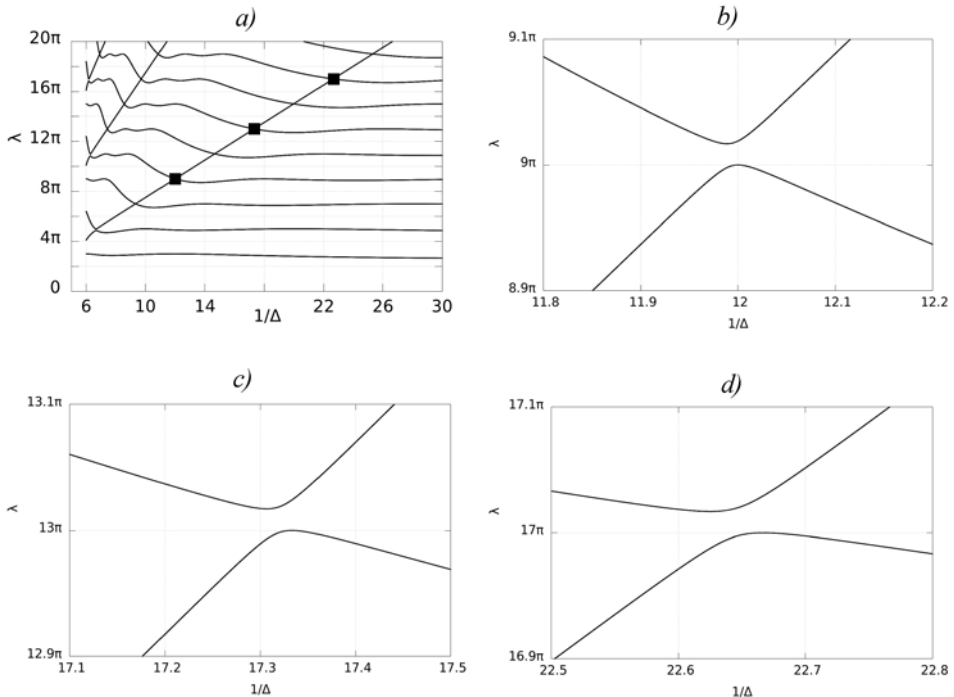 a)
20π
16π
12π
8π
4π
0
λ
6 10 14 22 30
1/Δ
b)
9.1π
9π
8.9π
λ
11.8 11.9 12 12.1 12.2
1/Δ
c)
13.1π
13π
12.9π
λ
17.1 17.2 17.3 17.4 17.5
1/Δ
d)
17.1π
17π
16.9π
λ
22.5 22.6 22.7 22.8
1/Δ